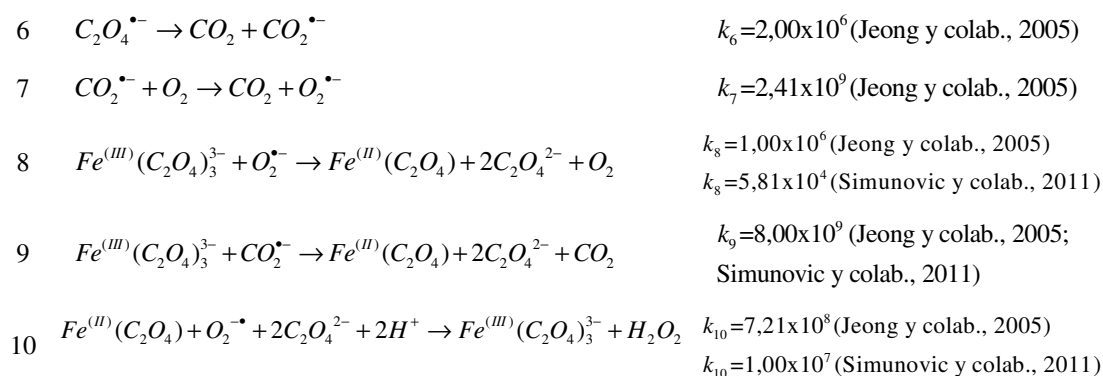 6 C₂O₄•⁻ → CO₂ + CO₂•⁻ k₆=2,00x10⁶ (Jeong y colab., 2005)
7 CO₂•⁻ + O₂ → CO₂ + O₂•⁻ k₇=2,41x10⁹ (Jeong y colab., 2005)
8 Fe⁽ᴵᴵᴵ⁾(C₂O₄)₃³⁻ + O₂•⁻ → Fe⁽ᴵᴵ⁾(C₂O₄) + 2C₂O₄²⁻ + O₂ k₈=1,00x10⁶ (Jeong y colab., 2005)
k₈=5,81x10⁴ (Simunovic y colab., 2011)
9 Fe⁽ᴵᴵᴵ⁾(C₂O₄)₃³⁻ + CO₂•⁻ → Fe⁽ᴵᴵ⁾(C₂O₄) + 2C₂O₄²⁻ + CO₂ k₉=8,00x10⁹ (Jeong y colab., 2005;
Simunovic y colab., 2011)
10 Fe⁽ᴵᴵ⁾(C₂O₄) + O₂⁻• + 2C₂O₄²⁻ + 2H⁺ → Fe⁽ᴵᴵᴵ⁾(C₂O₄)₃³⁻ + H₂O₂ k₁₀=7,21x10⁸ (Jeong y colab., 2005)
k₁₀=1,00x10⁷ (Simunovic y colab., 2011)